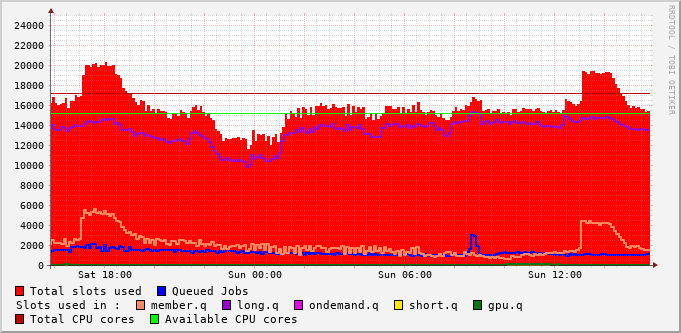 24000
22000
20000
18000
16000
14000
12000
10000
8000
6000
4000
2000
0
Sat 18:00 Sun 00:00 Sun 06:00 Sun 12:00
RRDTOOL / TOBI OETIKER
Total slots used Queued Jobs
Slots used in : member.q long.q ondemand.q short.q gpu.q
Total CPU cores Available CPU cores